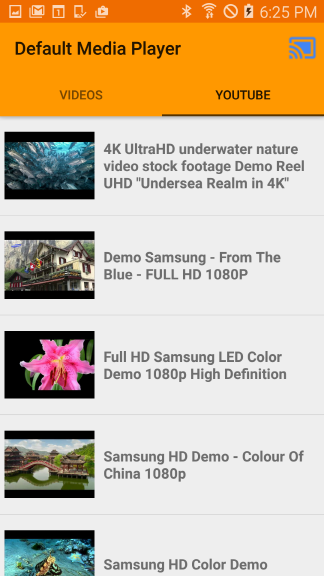 6:25 PM
Default Media Player
VIDEOS
YOUTUBE
4K UltraHD underwater nature
video stock footage Demo Reel
UHD "Undersea Realm in 4K"
Demo Samsung - From The
Blue - FULL HD 1080P
Full HD Samsung LED Color
Demo 1080p High Definition
Samsung HD Demo - Colour Of
China 1080p
Samsung HD Color Demo